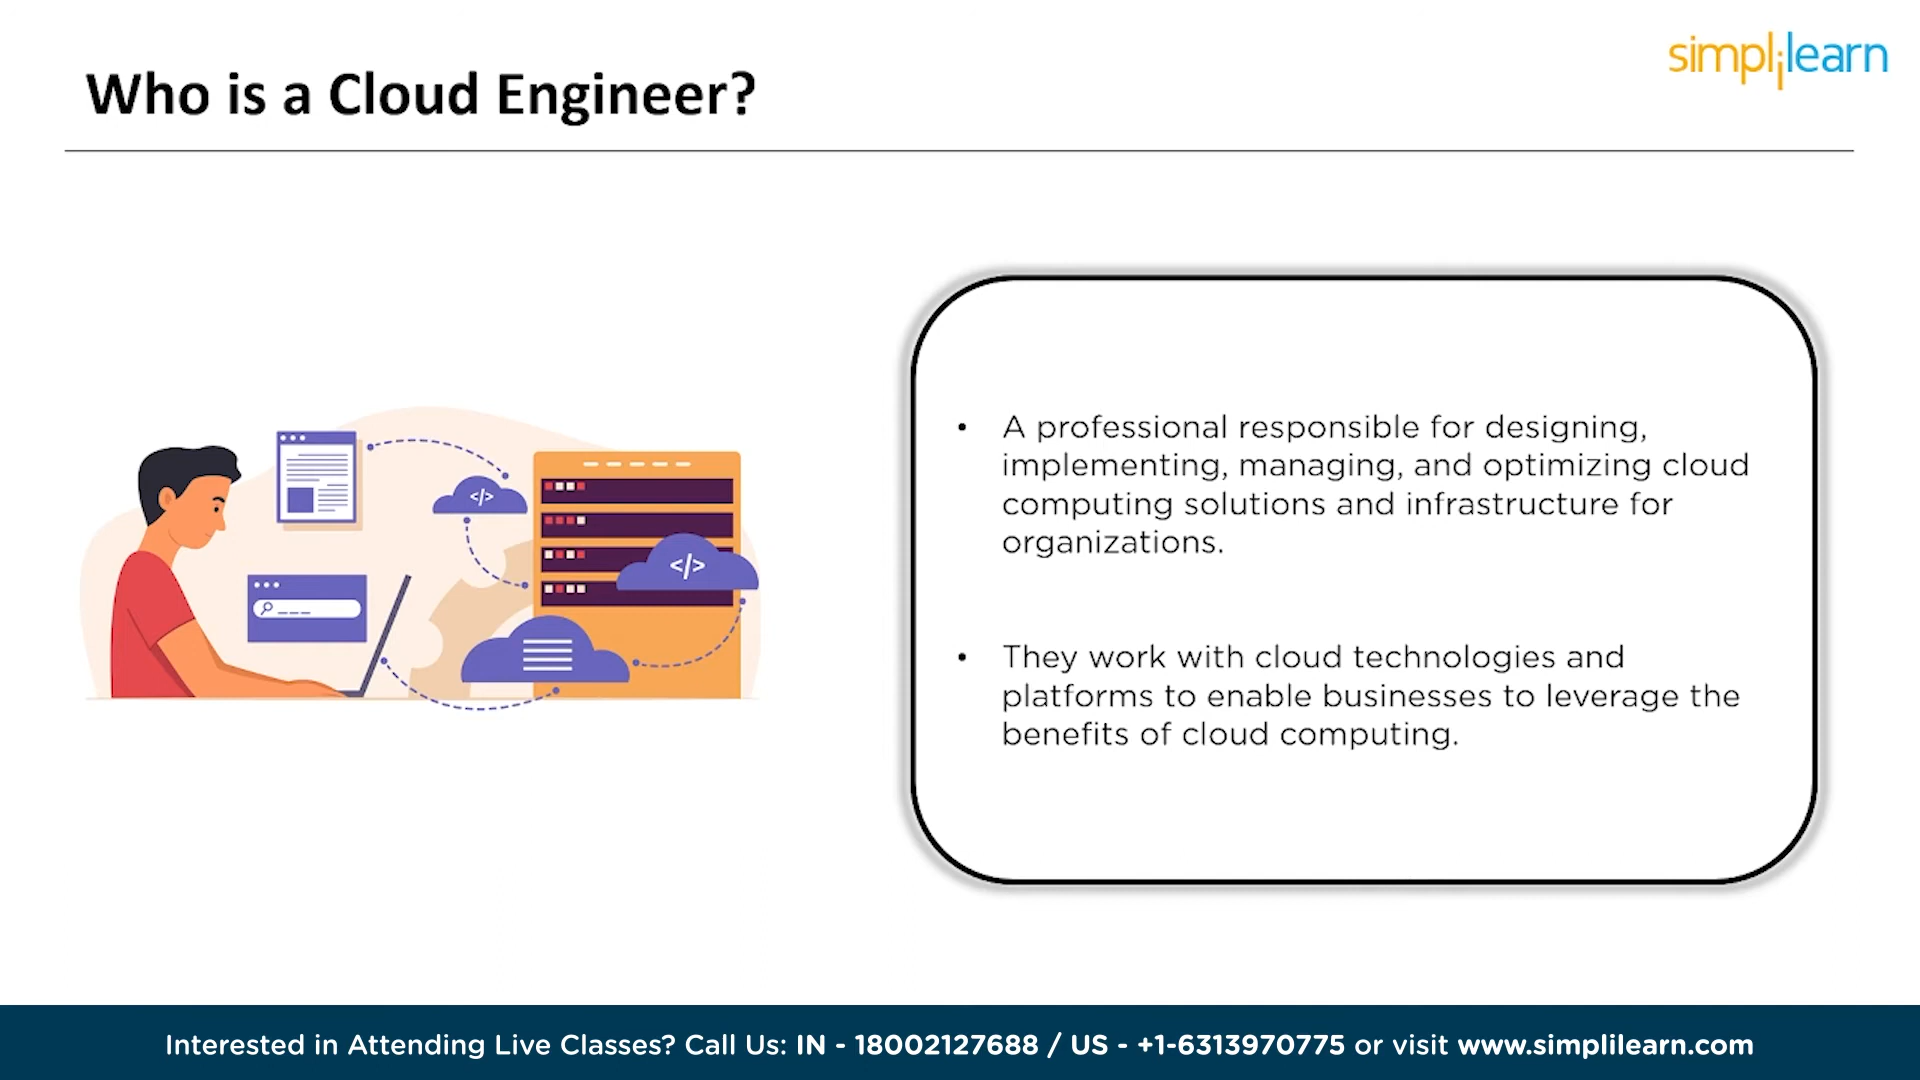 simplilearn
Who is a Cloud Engineer?
</>
</>
• A professional responsible for designing,
implementing, managing, and optimizing cloud
computing solutions and infrastructure for
organizations.
• They work with cloud technologies and
platforms to enable businesses to leverage the
benefits of cloud computing.
Interested in Attending Live Classes? Call Us: IN - 18002127688 / US - +1-6313970775 or visit www.simplilearn.com